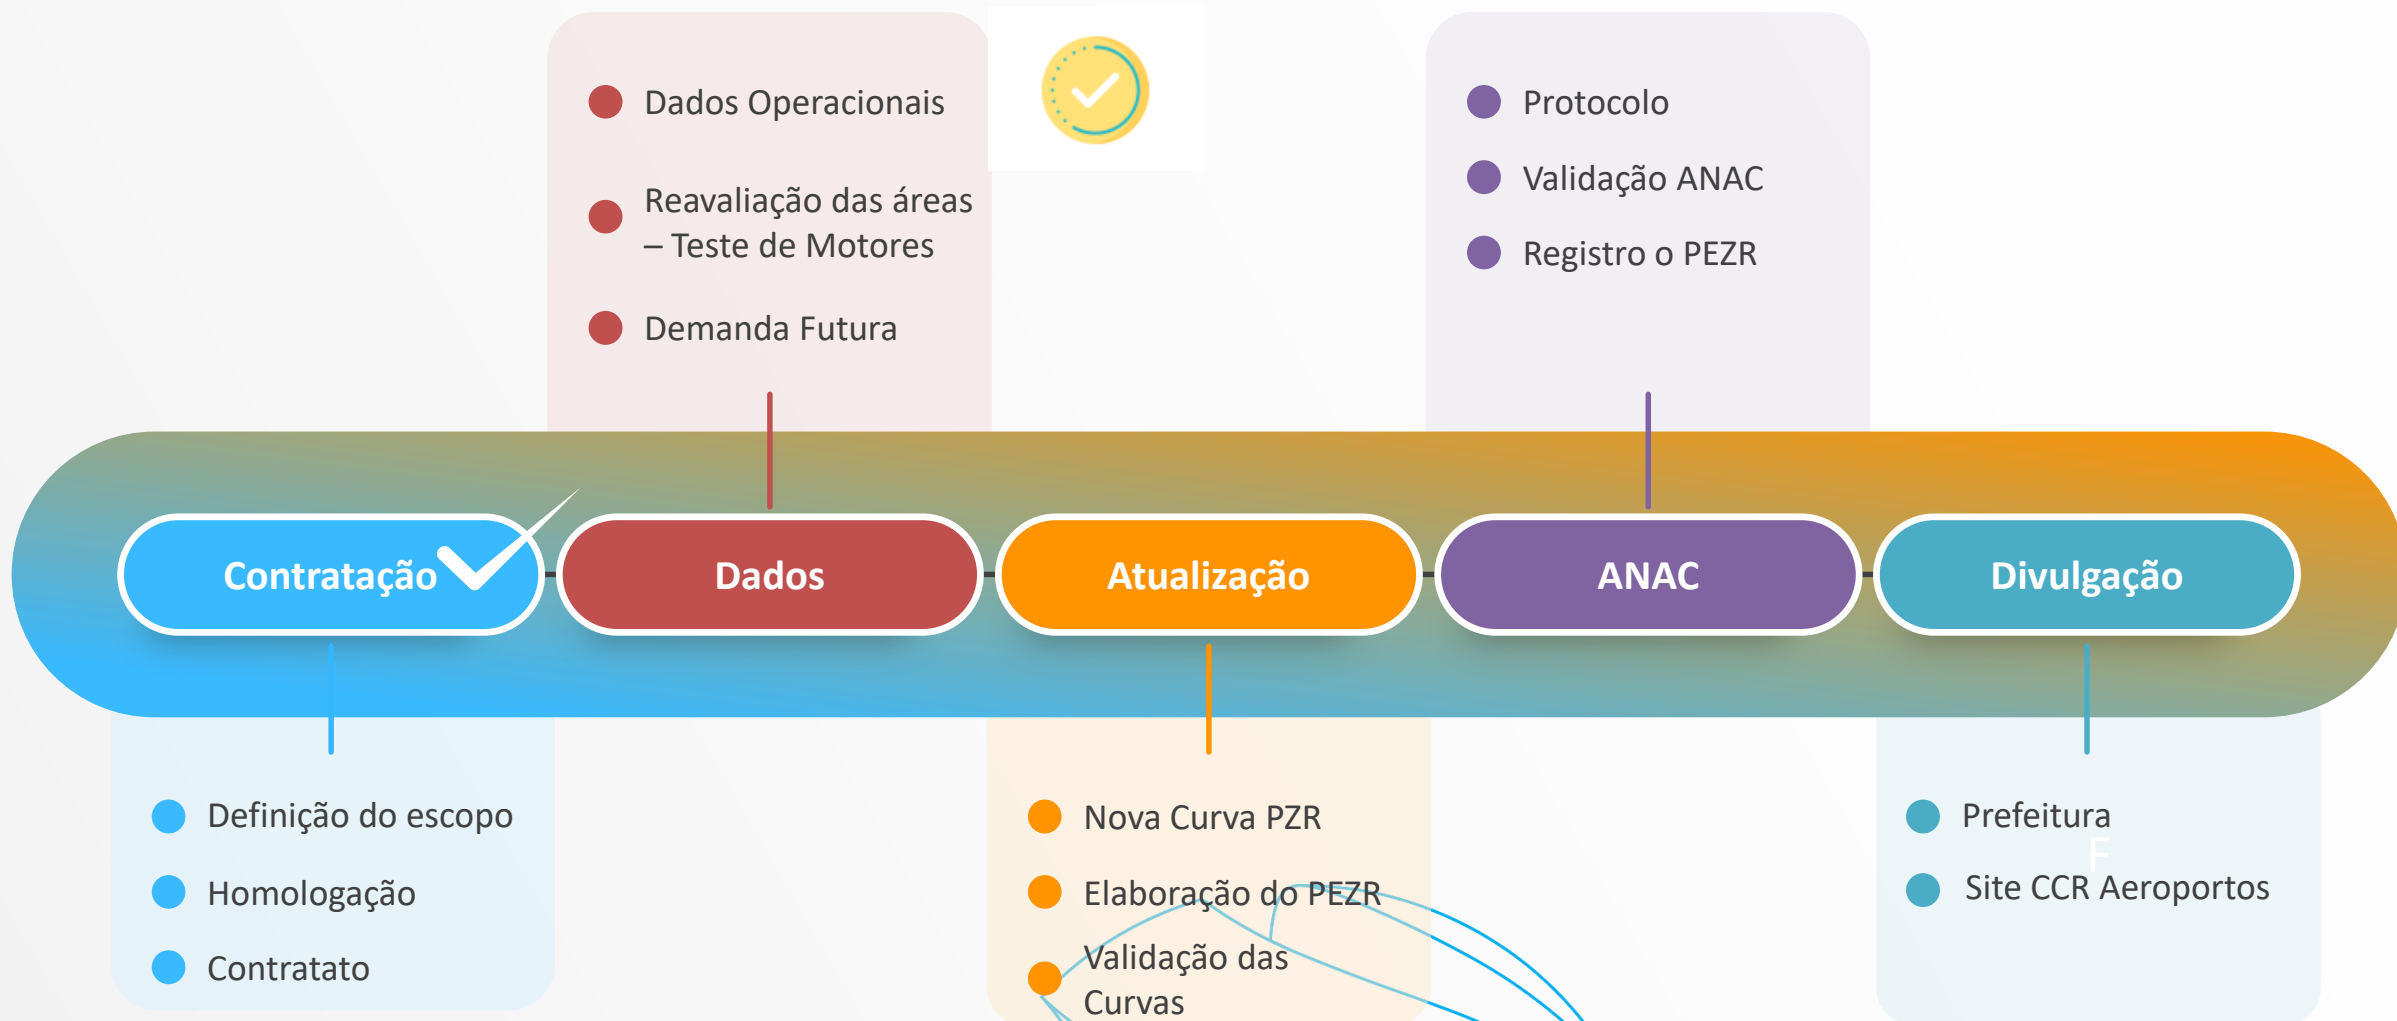 Dados Operacionais
Reavaliação das áreas
– Teste de Motores
Demanda Futura
Protocolo
Validação ANAC
Registro o PEZR
Contratação
Dados
Atualização
ANAC
Divulgação
Definição do escopo
Homologação
Contratato
Nova Curva PZR
Elaboração do PEZR
Validação das
Curvas
Prefeitura
F
Site CCR Aeroportos